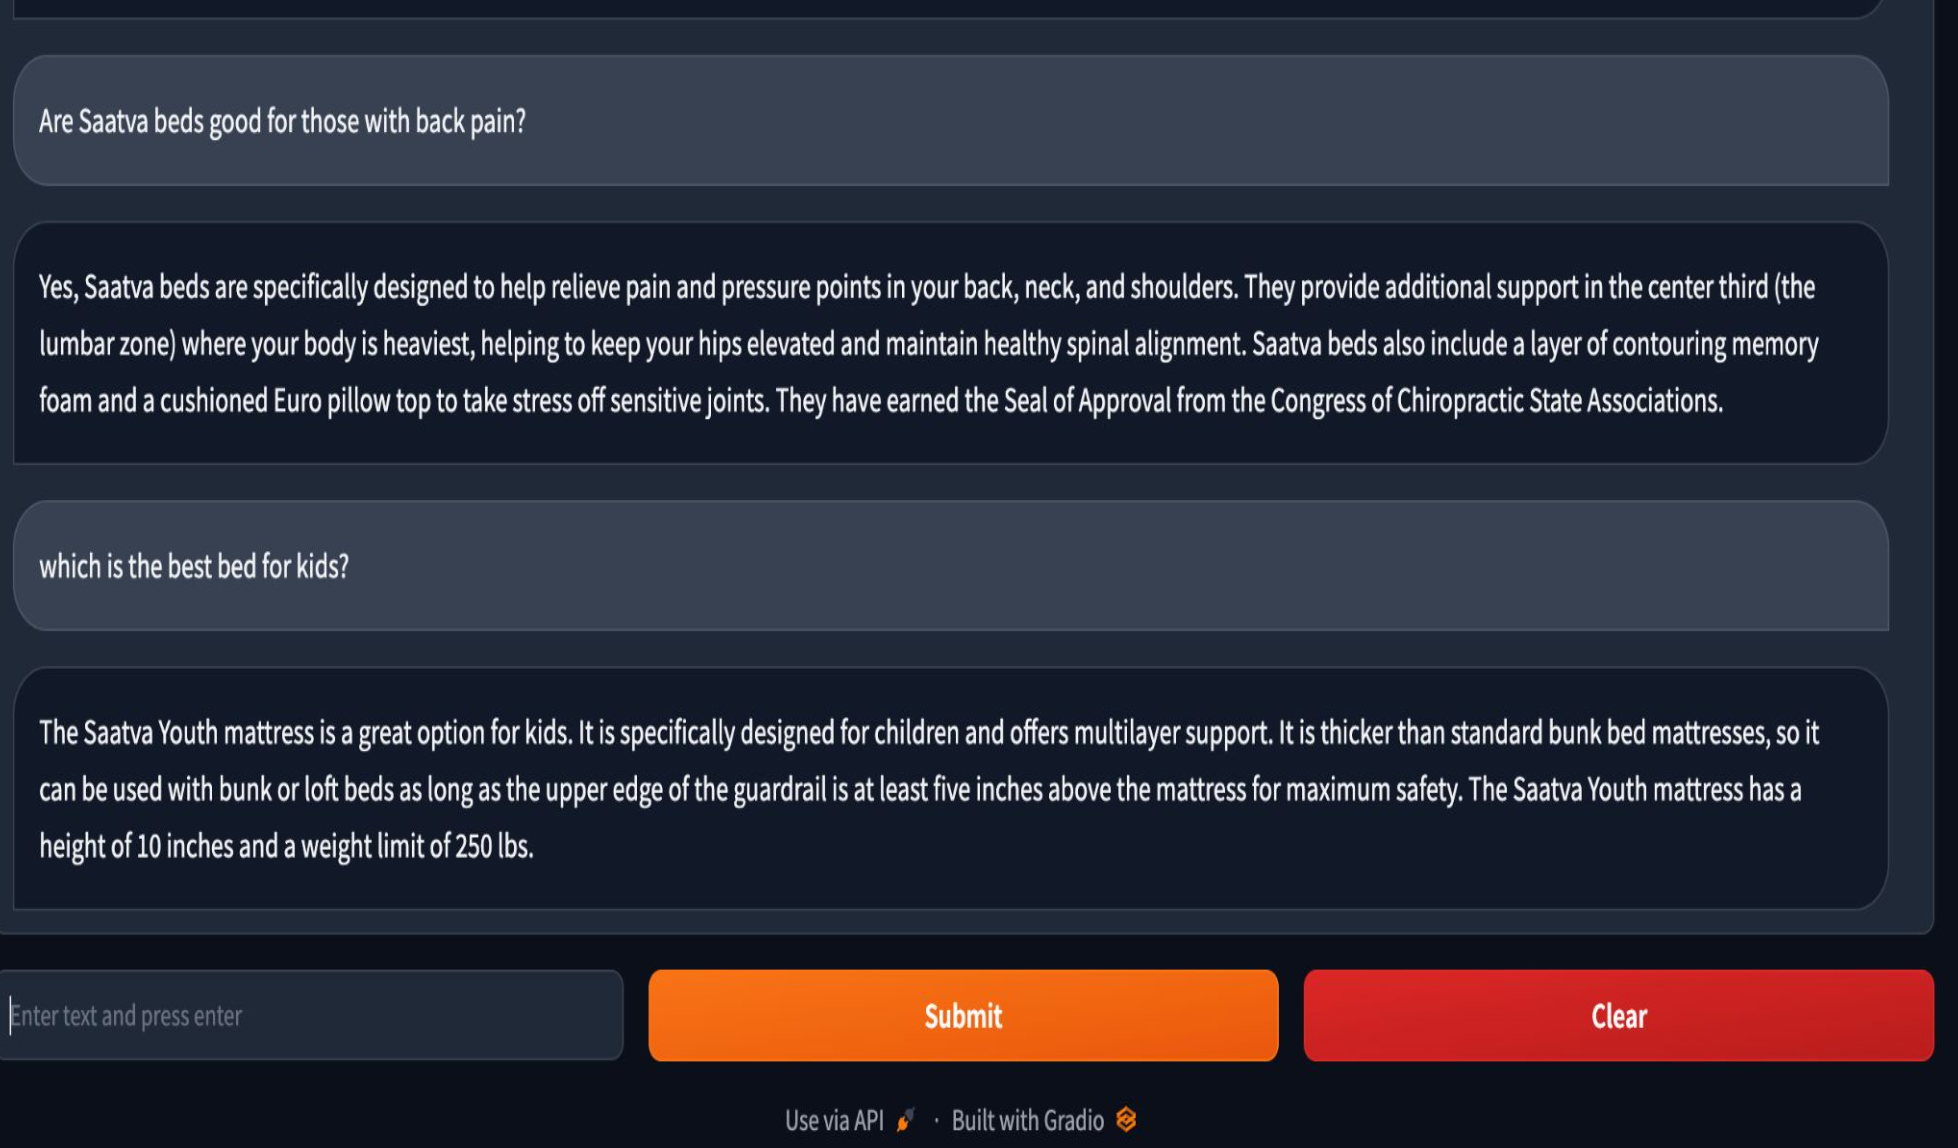 Are Saatva beds good for those with back pain?
Yes, Saatva beds are specifically designed to help relieve pain and pressure points in your back, neck, and shoulders. They provide additional support in the center third (the
lumbar zone) where your body is heaviest, helping to keep your hips elevated and maintain healthy spinal alignment. Saatva beds also include a layer of contouring memory
foam and a cushioned Euro pillow top to take stress off sensitive joints. They have earned the Seal of Approval from the Congress of Chiropractic State Associations.
which is the best bed for kids?
The Saatva Youth mattress is a great option for kids. It is specifically designed for children and offers multilayer support. It is thicker than standard bunk bed mattresses, so it
can be used with bunk or loft beds as long as the upper edge of the guardrail is at least five inches above the mattress for maximum safety. The Saatva Youth mattress has a
height of 10 inches and a weight limit of 250 lbs.
Enter text and press enter
Submit
Clear
Use via API · Built with Gradio